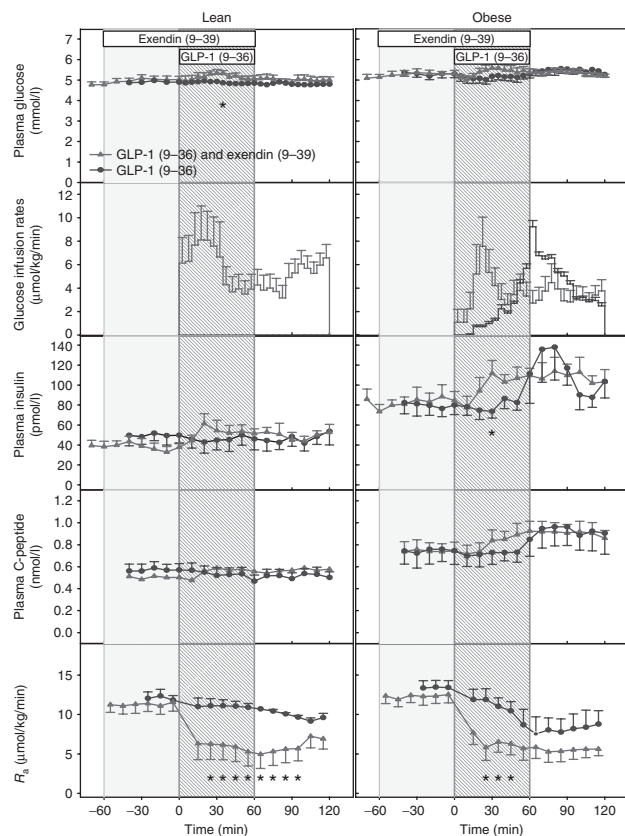 Lean Obese
Exendin (9–39) Exendin (9–39)
GLP-1 (9–36) GLP-1 (9–36)
Plasma glucose
(mmol/l)
7
6
5
4
3
2
1
0
*
GLP-1 (9–36) and exendin (9–39)
GLP-1 (9–36)
Glucose infusion rates
(µmol/kg/min)
12
10
8
6
4
2
0
Plasma insulin
(pmol/l)
140
120
100
80
60
40
20
0
*
Plasma C-peptide
(nmol/l)
1.2
1.0
0.8
0.6
0.4
0.2
0.0
Ra
(µmol/kg/min)
15
10
5
0
* * * * * * * * * * *
−60 −30 0 30 60 90 120 −60 −30 0 30 60 90 120
Time (min) Time (min)